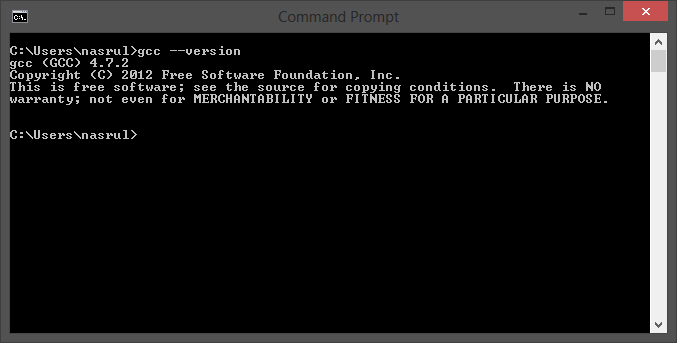 Command Prompt
C:\Users\nasrul>gcc --version
gcc (GCC) 4.7.2
Copyright (C) 2012 Free Software Foundation, Inc.
This is free software; see the source for copying conditions.  There is NO
warranty; not even for MERCHANTABILITY or FITNESS FOR A PARTICULAR PURPOSE.
C:\Users\nasrul>